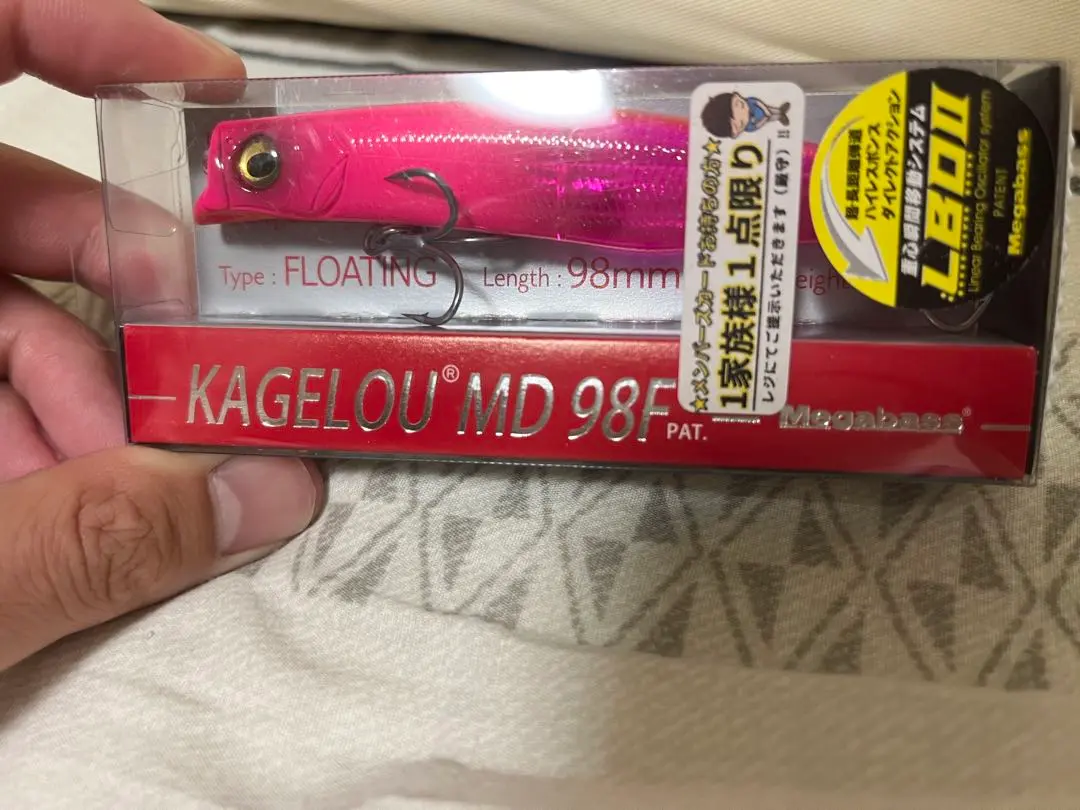 Type : FLOATING
Length : 98mm
KAGELOU® MD 98F
PAT.
Megabass®
☆メンバーズカードお持ちの方☆
1家族様1点限り
レジにてご提示いただきます(厳守)!!
ハイレスポンス
ダイレクトアクション
重心瞬間移動システム
LBOII
Linear Bearing Oscillator System
PATENT
Megabass